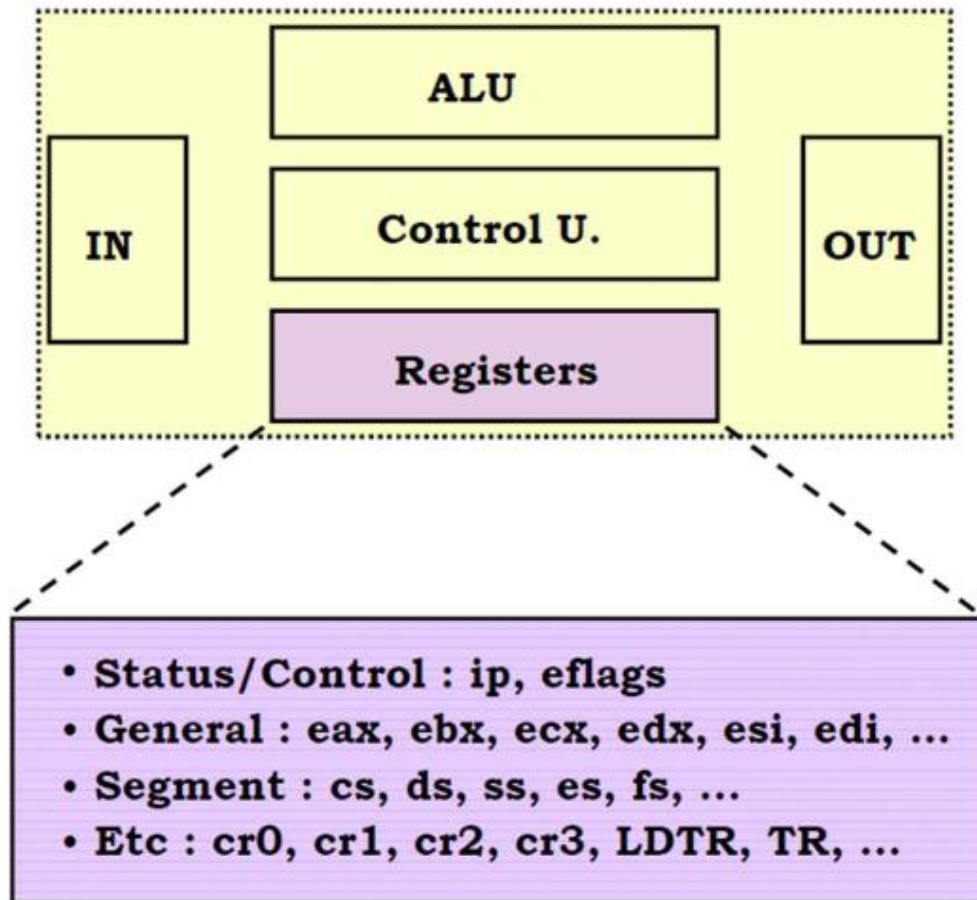 ALU
IN
Control U.
OUT
Registers
• Status/Control : ip, eflags
• General : eax, ebx, ecx, edx, esi, edi, ...
• Segment : cs, ds, ss, es, fs, ...
• Etc : cr0, cr1, cr2, cr3, LDTR, TR, ...